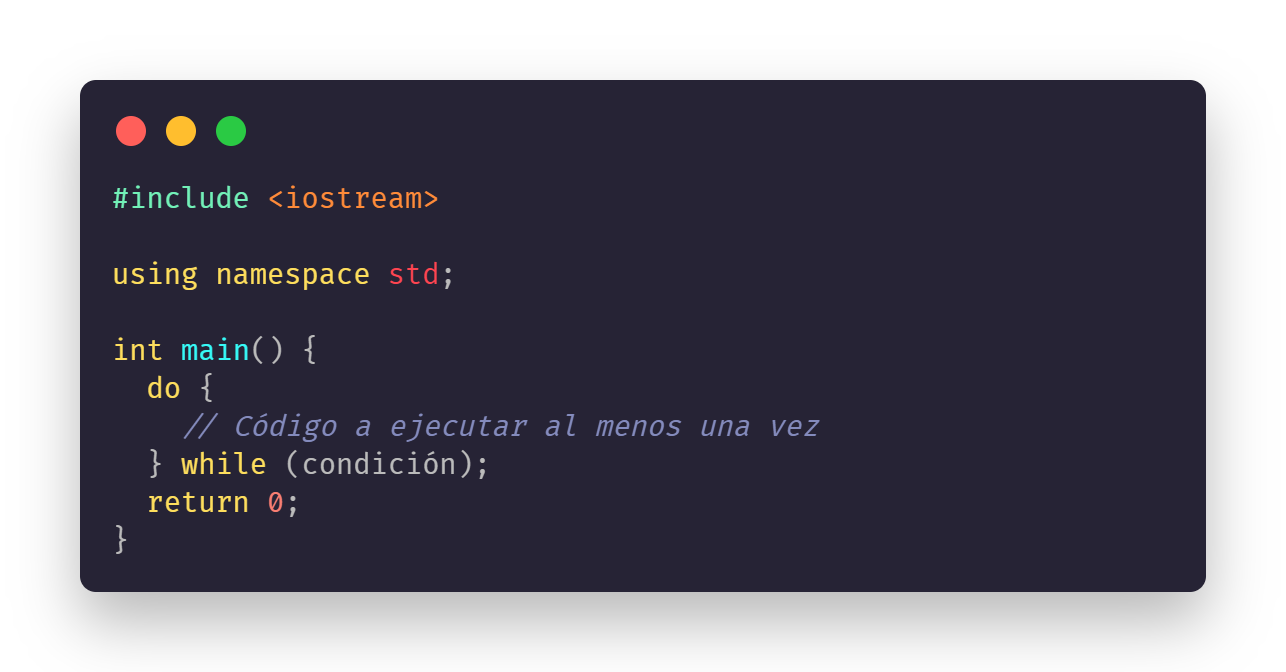 #include <iostream>
using namespace std;
int main() {
do {
// Código a ejecutar al menos una vez
} while (condición);
return 0;
}